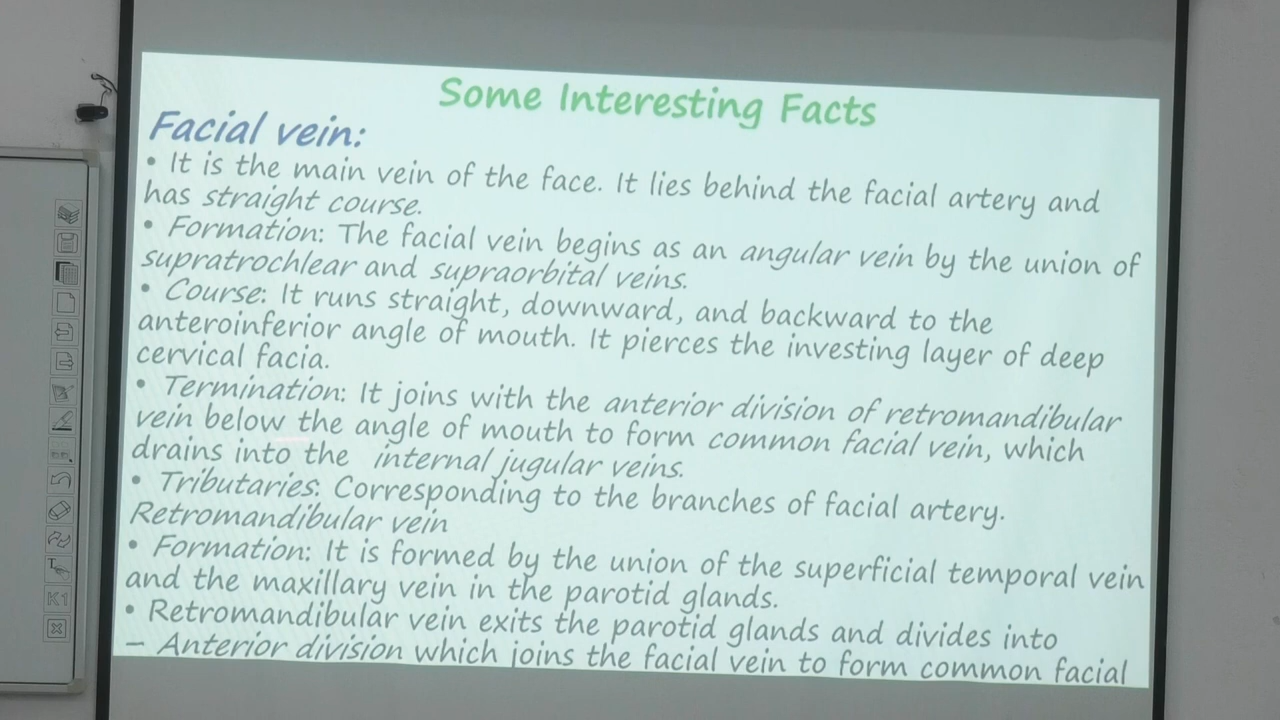 Some Interesting Facts
Facial vein:
• It is the main vein of the face. It lies behind the facial artery and
has straight course.
• Formation: The facial vein begins as an angular vein by the union of
supratrochlear and supraorbital veins.
• Course: It runs straight, downward, and backward to the
anteroinferior angle of mouth. It pierces the investing layer of deep
cervical facia.
• Termination: It joins with the anterior division of retromandibular
vein below the angle of mouth to form common facial vein, which
drains into the internal jugular veins.
• Tributaries: Corresponding to the branches of facial artery.
Retromandibular vein
• Formation: It is formed by the union of the superficial temporal vein
and the maxillary vein in the parotid glands.
• Retromandibular vein exits the parotid glands and divides into
– Anterior division which joins the facial vein to form common facial
K1